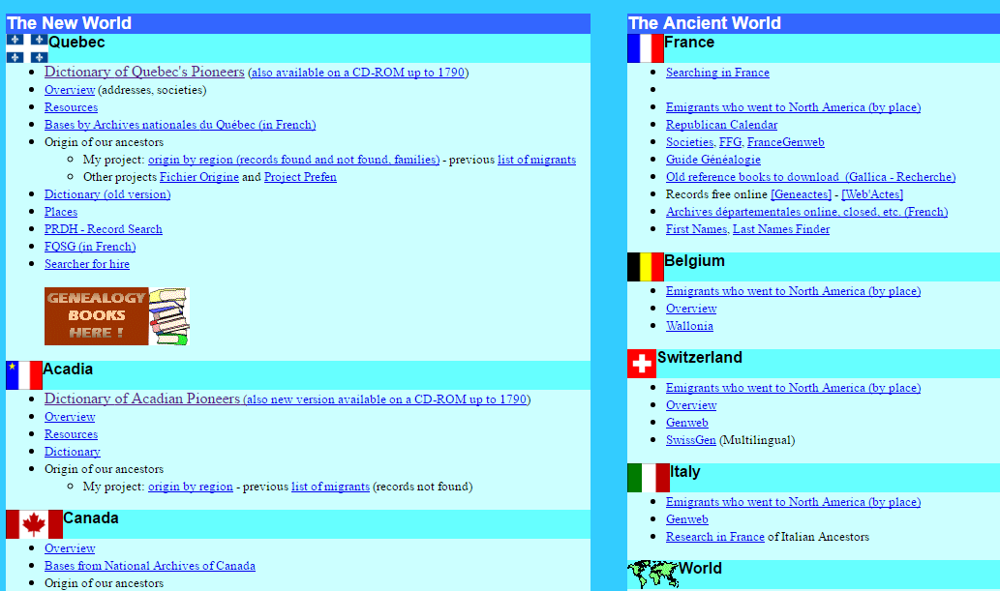 The New World
Quebec
Dictionary of Quebec's Pioneers (also available on a CD-ROM up to 1790)
Overview (addresses, societies)
Resources
Bases by Archives nationales du Québec (in French)
Origin of our ancestors
My project: origin by region (records found and not found, families) - previous list of migrants
Other projects Fichier Origine and Project Prefen
Dictionary (old version)
Places
PRDH - Record Search
FQSG (in French)
Searcher for hire
GENEALOGY
BOOKS
HERE !
Acadia
Dictionary of Acadian Pioneers (also new version available on a CD-ROM up to 1790)
Overview
Resources
Dictionary
Origin of our ancestors
My project: origin by region - previous list of migrants (records not found)
Canada
Overview
Bases from National Archives of Canada
Origin of our ancestors
The Ancient World
France
Searching in France
Emigrants who went to North America (by place)
Republican Calendar
Societies, FFG, FranceGenweb
Guide Généalogie
Old reference books to download (Gallica - Recherche)
Records free online [Geneactes] - [Web'Actes]
Archives départementales online, closed, etc. (French)
First Names, Last Names Finder
Belgium
Emigrants who went to North America (by place)
Overview
Wallonia
Switzerland
Emigrants who went to North America (by place)
Overview
Genweb
SwissGen (Multilingual)
Italy
Emigrants who went to North America (by place)
Genweb
Research in France of Italian Ancestors
World